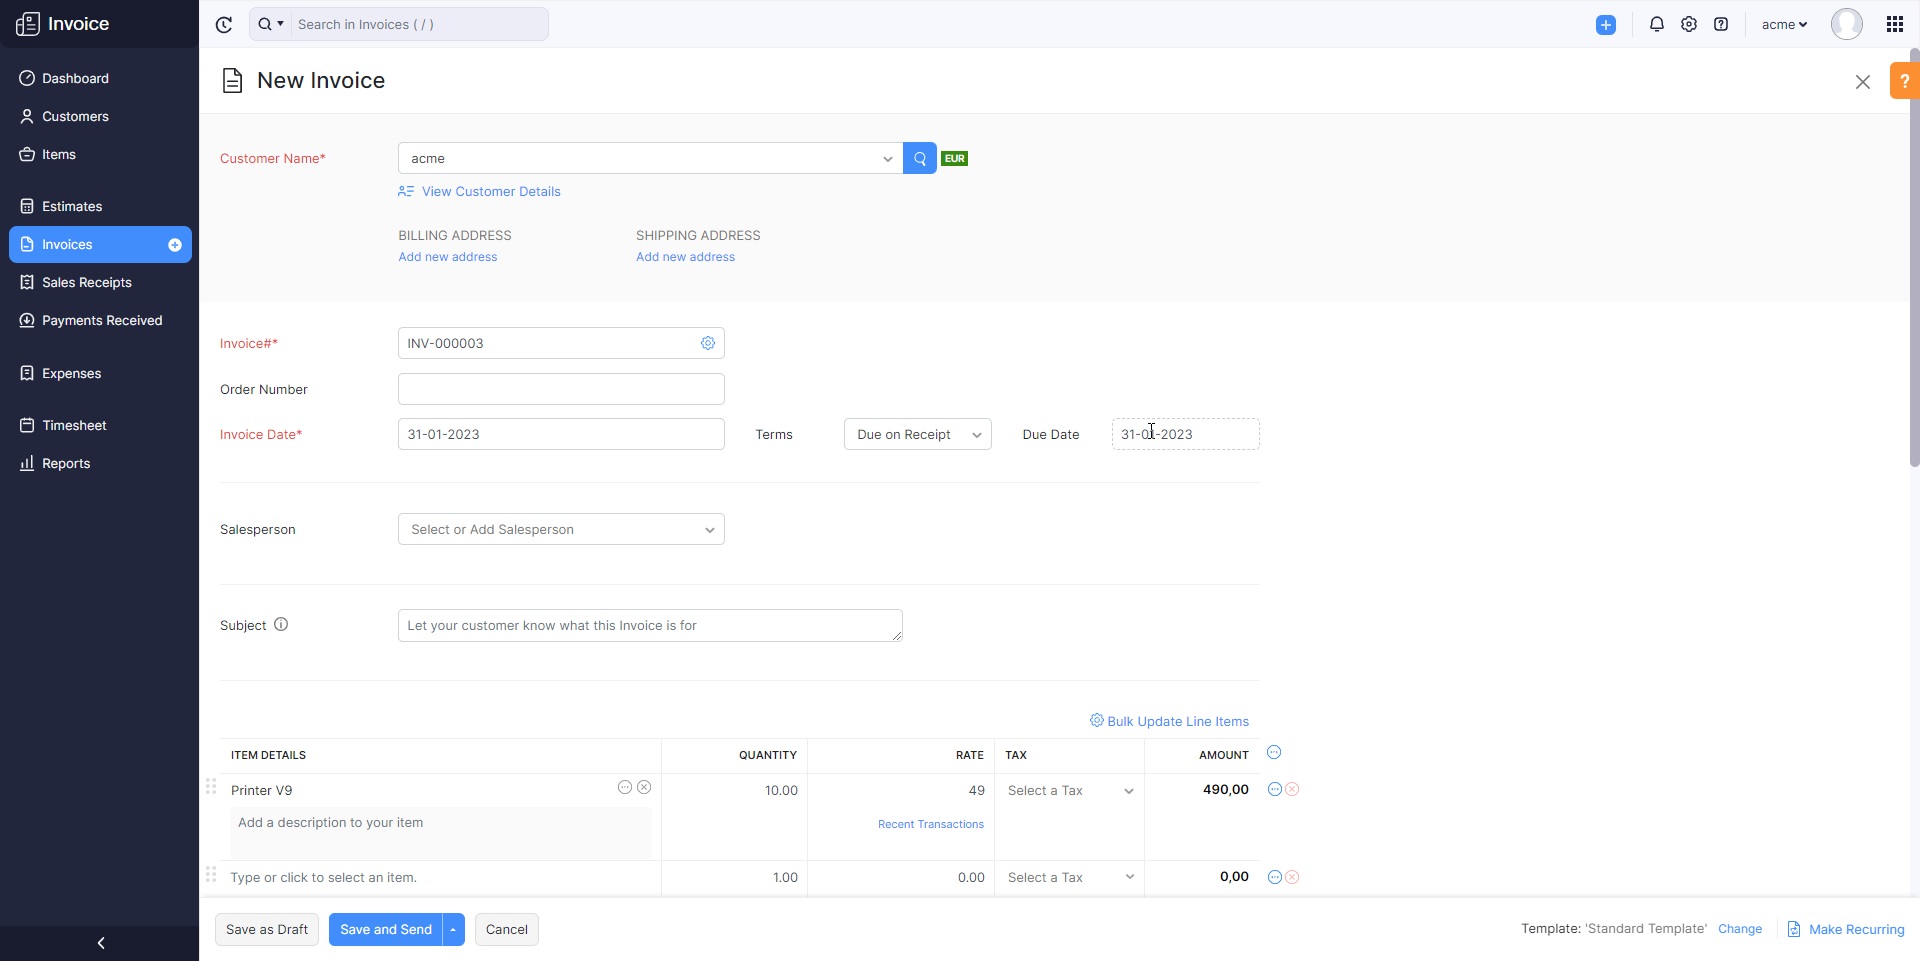 Invoice
Search in Invoices ( / )
acme
Dashboard
Customers
Items
Estimates
Invoices
Sales Receipts
Payments Received
Expenses
Timesheet
Reports
New Invoice
?
Customer Name*
acme
EUR
View Customer Details
BILLING ADDRESS
SHIPPING ADDRESS
Add new address
Add new address
Invoice#*
INV-000003
Order Number
Invoice Date*
31-01-2023
Terms
Due on Receipt
Due Date
31-01-2023
Salesperson
Select or Add Salesperson
Subject
Let your customer know what this Invoice is for
Bulk Update Line Items
ITEM DETAILS
QUANTITY
RATE
TAX
AMOUNT
Printer V9
10.00
49
Select a Tax
490,00
Add a description to your item
Recent Transactions
Type or click to select an item.
1.00
0.00
Select a Tax
0,00
Save as Draft
Save and Send
Cancel
Template: 'Standard Template'
Change
Make Recurring